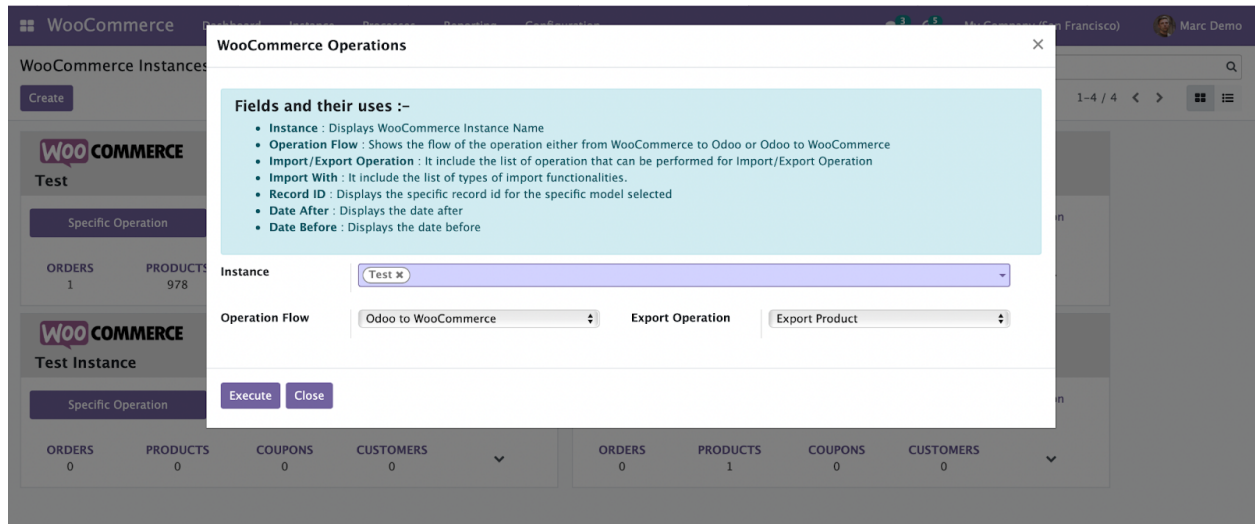 WooCommerce Dashboard Instance Processes Reporting Configuration 3 5 My Company (San Francisco) Marc Demo
WooCommerce Operations ×
WooCommerce Instances
Create 1-4 / 4
Fields and their uses :-
• Instance : Displays WooCommerce Instance Name
• Operation Flow : Shows the flow of the operation either from WooCommerce to Odoo or Odoo to WooCommerce
• Import/Export Operation : It include the list of operation that can be performed for Import/Export Operation
• Import With : It include the list of types of import functionalities.
• Record ID : Displays the specific record id for the specific model selected
• Date After : Displays the date after
• Date Before : Displays the date before
WOO COMMERCE
Test
Specific Operation
ORDERS PRODUCTS
1 978
Instance Test ×
Operation Flow Odoo to WooCommerce Export Operation Export Product
WOO COMMERCE
Test Instance
Execute Close
Specific Operation
ORDERS PRODUCTS COUPONS CUSTOMERS ORDERS PRODUCTS COUPONS CUSTOMERS
0 0 0 0 0 1 0 0